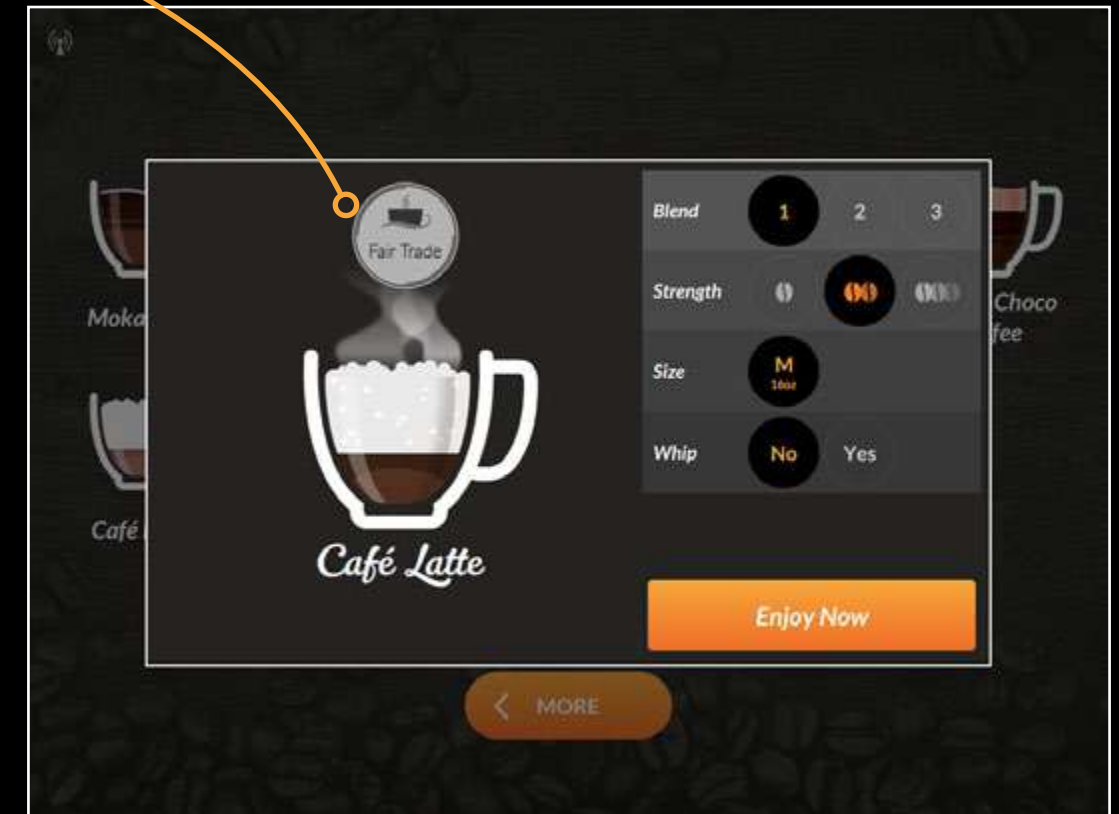 Fair Trade
Café Latte
Blend 1 2 3
Strength
Size M
16oz
Whip No Yes
Enjoy Now
Moka
Choco
fee
Café
MORE